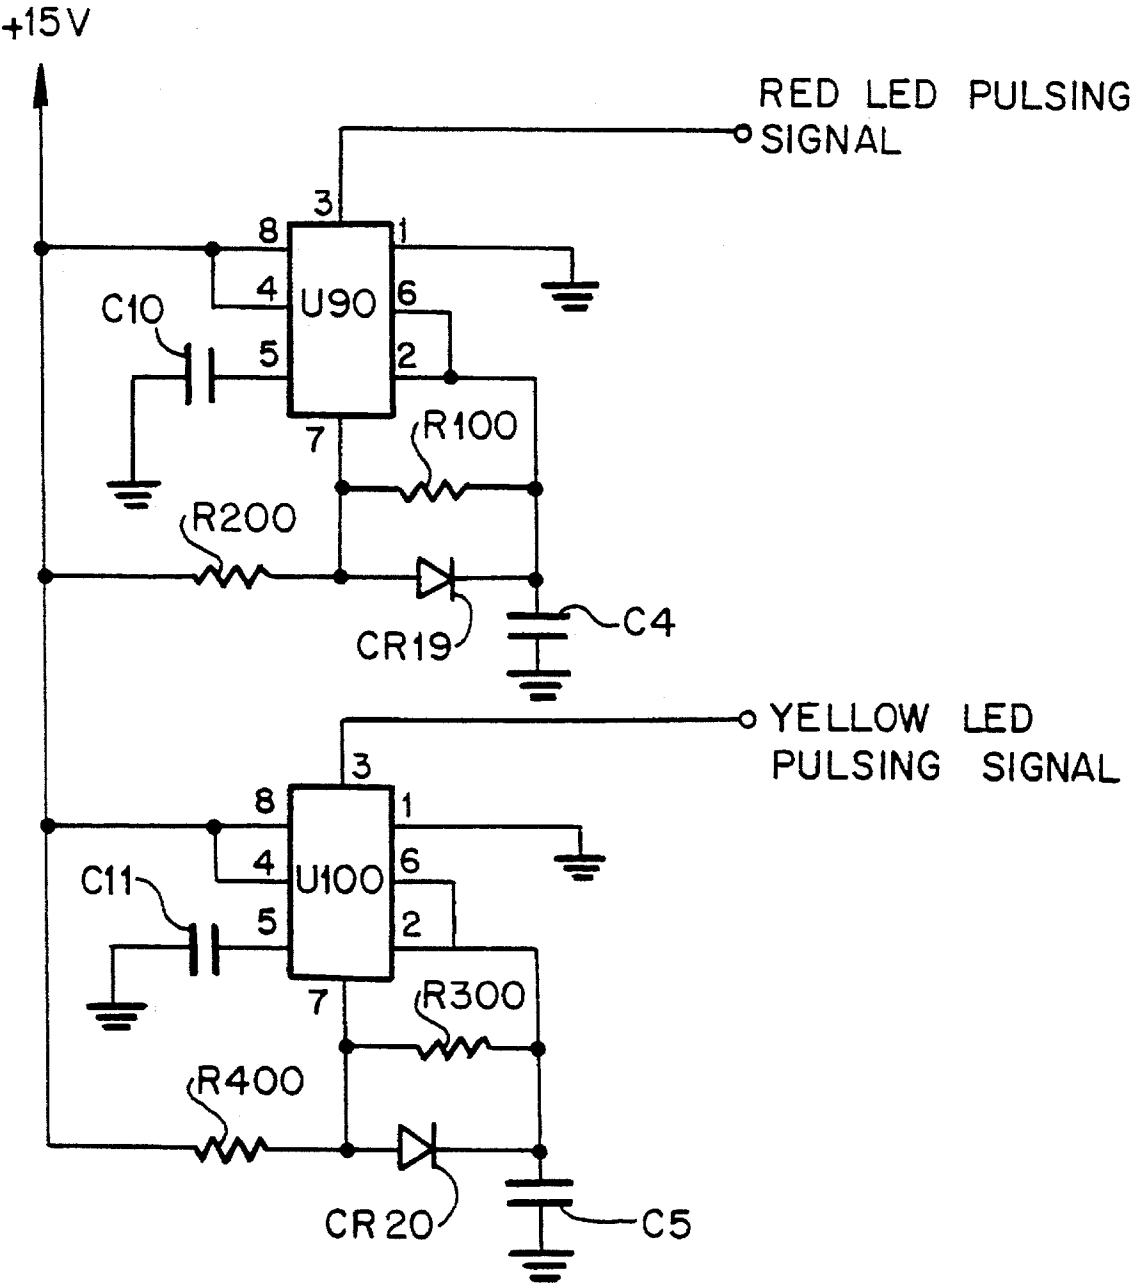 +15V
RED LED PULSING
SIGNAL
3
8
1
4
U90
6
C10
5
2
7
R100
R200
CR19
C4
YELLOW LED
PULSING SIGNAL
3
8
1
4
U100
6
C11
5
2
7
R300
R400
CR20
C5